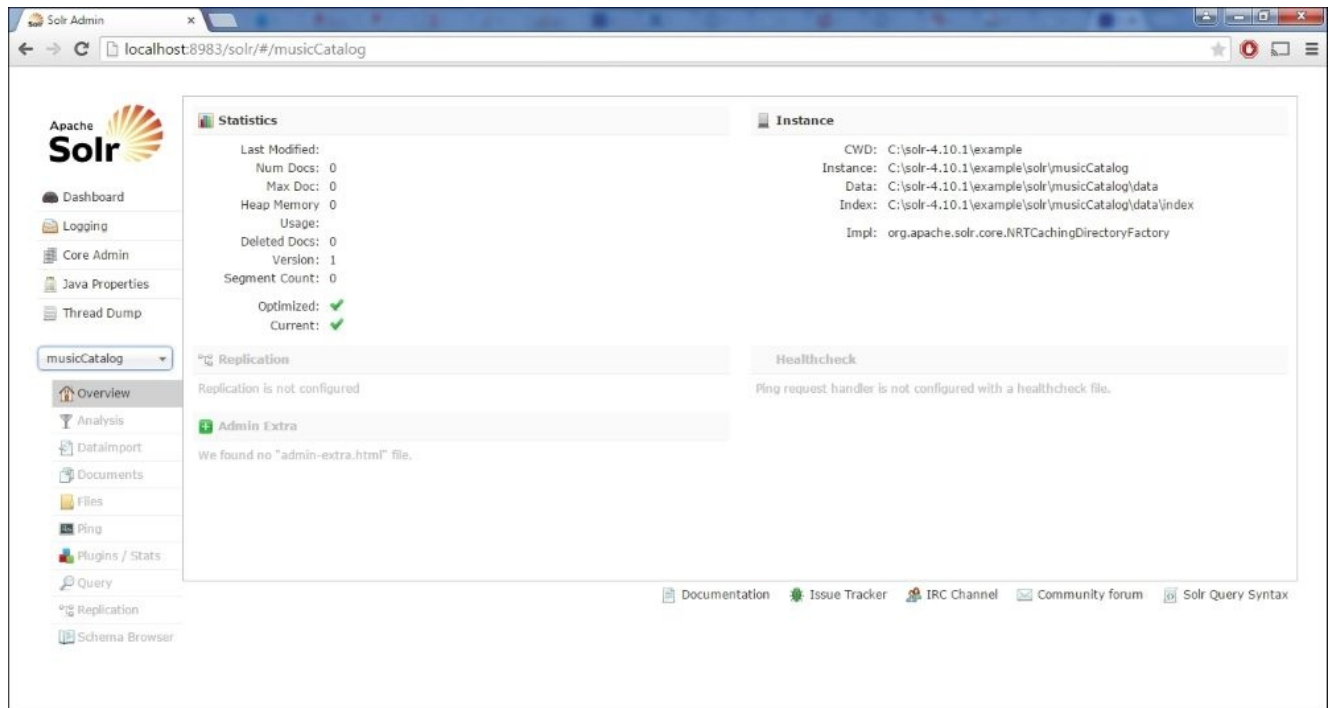 Solr Admin
localhost:8983/solr/#/musicCatalog
Apache
Solr
Dashboard
Logging
Core Admin
Java Properties
Thread Dump
musicCatalog
Overview
Analysis
Dataimport
Documents
Files
Ping
Plugins / Stats
Query
Replication
Schema Browser
Statistics
Last Modified:
Num Docs: 0
Max Doc: 0
Heap Memory 0
Usage:
Deleted Docs: 0
Version: 1
Segment Count: 0
Optimized:
Current:
Instance
CWD: C:\solr-4.10.1\example
Instance: C:\solr-4.10.1\example\solr\musicCatalog
Data: C:\solr-4.10.1\example\solr\musicCatalog\data
Index: C:\solr-4.10.1\example\solr\musicCatalog\data\index
Impl: org.apache.solr.core.NRTCachingDirectoryFactory
Replication
Replication is not configured
Healthcheck
Ping request handler is not configured with a healthcheck file.
Admin Extra
We found no "admin-extra.html" file.
Documentation Issue Tracker IRC Channel Community forum Solr Query Syntax